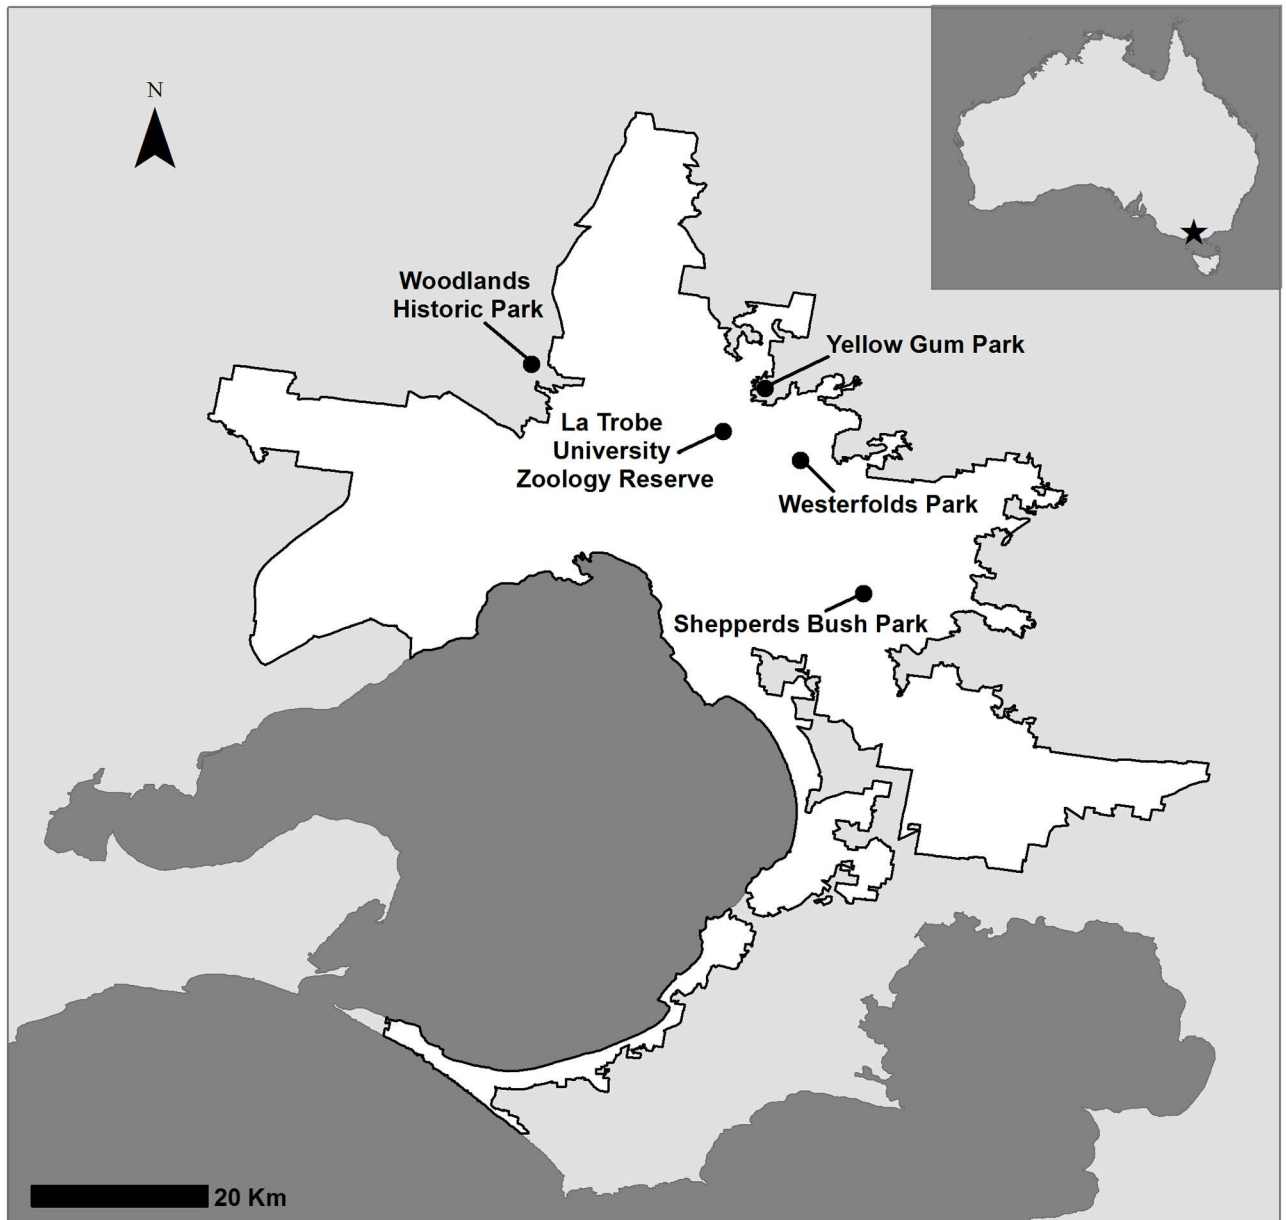 N
Woodlands
Historic Park
Yellow Gum Park
La Trobe
University
Zoology Reserve
Westerfolds Park
Shepperds Bush Park
20 Km